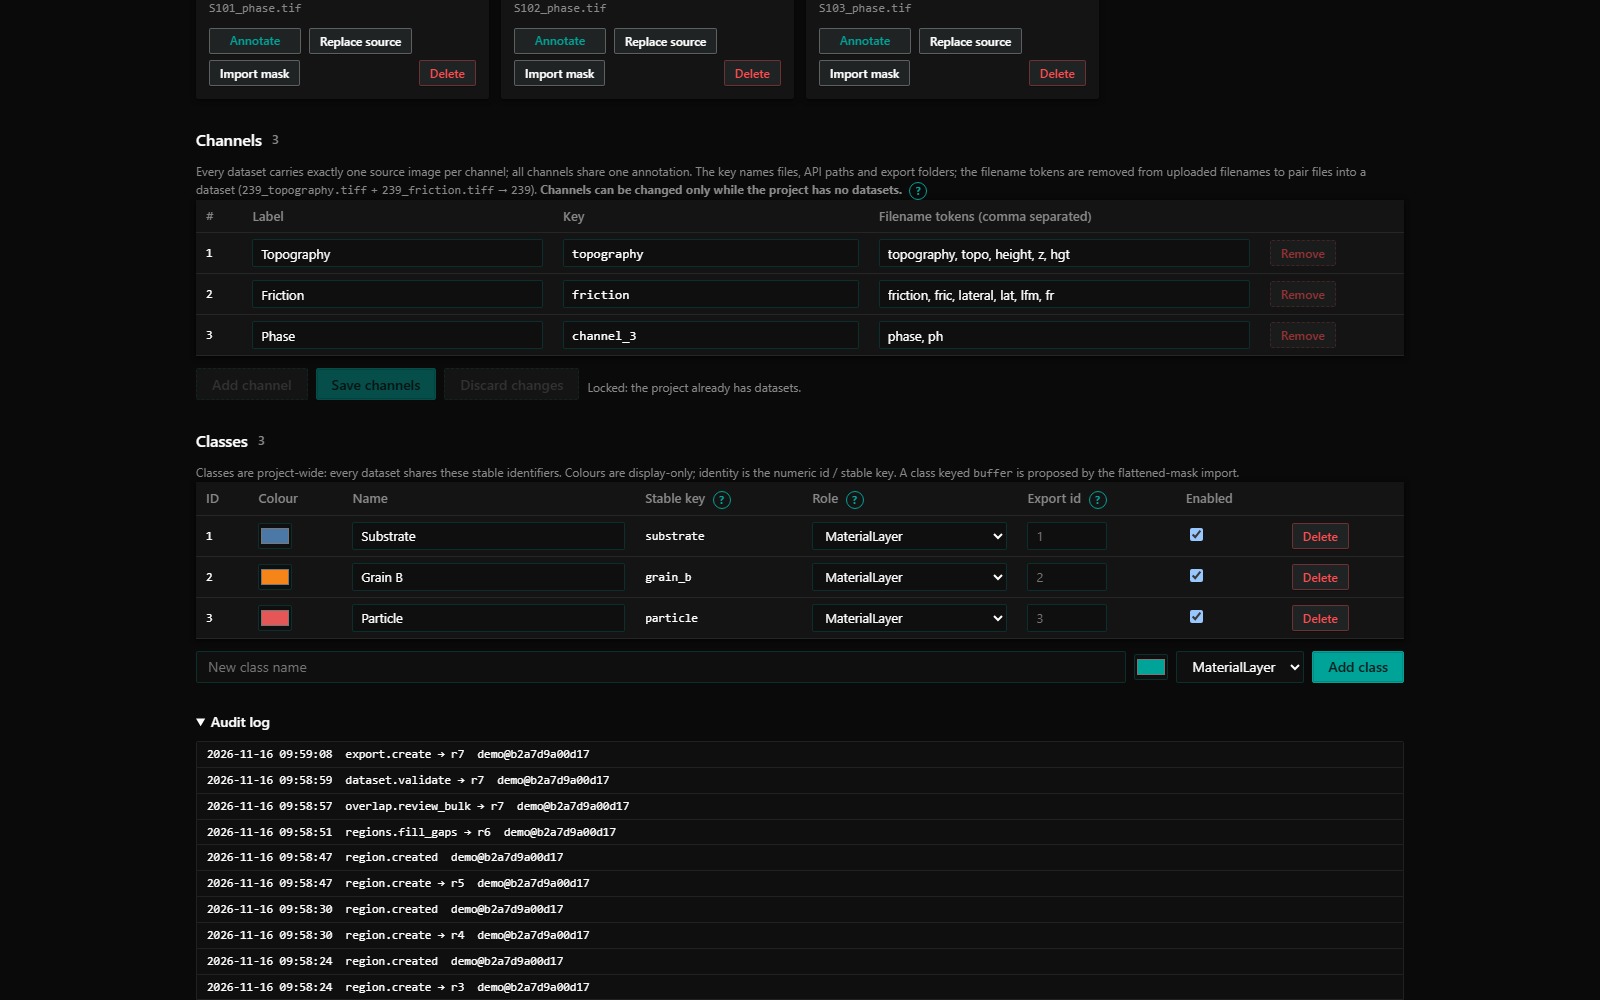 S101_phase.tif S102_phase.tif S103_phase.tif
Annotate Replace source Annotate Replace source Annotate Replace source
Import mask Delete Import mask Delete Import mask Delete
Channels 3
Every dataset carries exactly one source image per channel; all channels share one annotation. The key names files, API paths and export folders; the filename tokens are removed from uploaded filenames to pair files into a
dataset (239_topography.tiff + 239_friction.tiff → 239). Channels can be changed only while the project has no datasets. ?
# Label Key Filename tokens (comma separated)
1 Topography topography topography, topo, height, z, hgt Remove
2 Friction friction friction, fric, lateral, lat, lfm, fr Remove
3 Phase channel_3 phase, ph Remove
Add channel Save channels Discard changes Locked: the project already has datasets.
Classes 3
Classes are project-wide: every dataset shares these stable identifiers. Colours are display-only; identity is the numeric id / stable key. A class keyed buffer is proposed by the flattened-mask import.
ID Colour Name Stable key ? Role ? Export id ? Enabled
1 Substrate substrate MaterialLayer 1 Delete
2 Grain B grain_b MaterialLayer 2 Delete
3 Particle particle MaterialLayer 3 Delete
New class name MaterialLayer Add class
▼ Audit log
2026-11-16 09:59:08 export.create → r7 demo@b2a7d9a00d17
2026-11-16 09:58:59 dataset.validate → r7 demo@b2a7d9a00d17
2026-11-16 09:58:57 overlap.review_bulk → r7 demo@b2a7d9a00d17
2026-11-16 09:58:51 regions.fill_gaps → r6 demo@b2a7d9a00d17
2026-11-16 09:58:47 region.created demo@b2a7d9a00d17
2026-11-16 09:58:47 region.create → r5 demo@b2a7d9a00d17
2026-11-16 09:58:30 region.created demo@b2a7d9a00d17
2026-11-16 09:58:30 region.create → r4 demo@b2a7d9a00d17
2026-11-16 09:58:24 region.created demo@b2a7d9a00d17
2026-11-16 09:58:24 region.create → r3 demo@b2a7d9a00d17